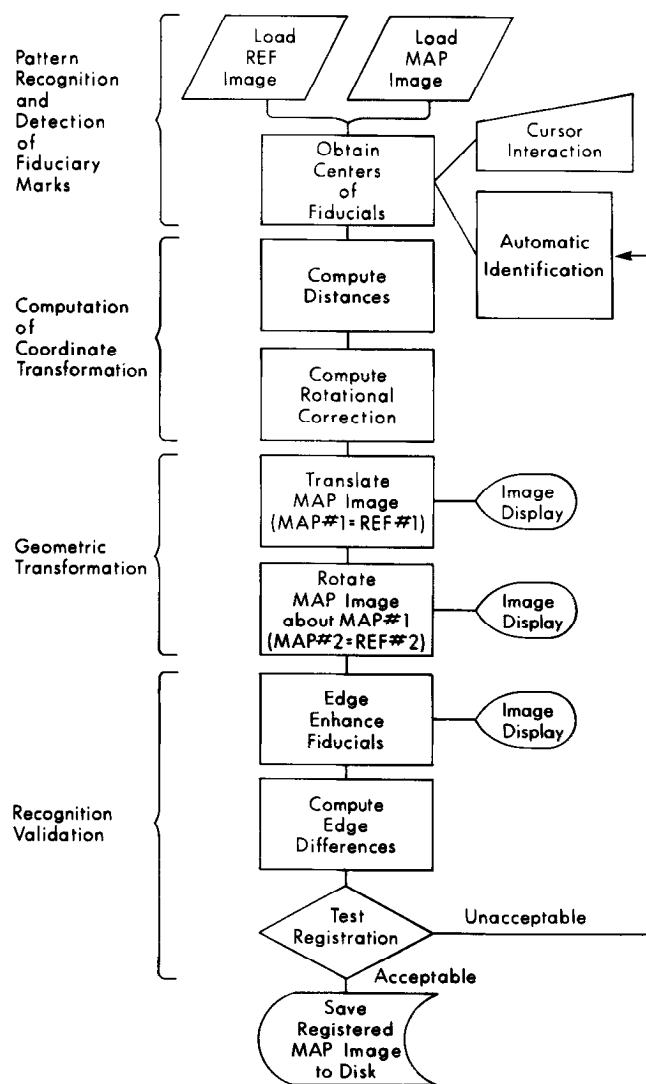 Pattern
Recognition
and
Detection
of
Fiduciary
Marks
Load
REF
Image
Load
MAP
Image
Obtain
Centers
of
Fiducials
Cursor
Interaction
Automatic
Identification
Computation
of
Coordinate
Transformation
Compute
Distances
Compute
Rotational
Correction
Geometric
Transformation
Translate
MAP Image
(MAP#1=REF#1)
Image
Display
Rotate
MAP Image
about MAP#1
(MAP#2=REF#2)
Image
Display
Recognition
Validation
Edge
Enhance
Fiducials
Image
Display
Compute
Edge
Differences
Test
Registration
Unacceptable
Acceptable
Save
Registered
MAP Image
to Disk